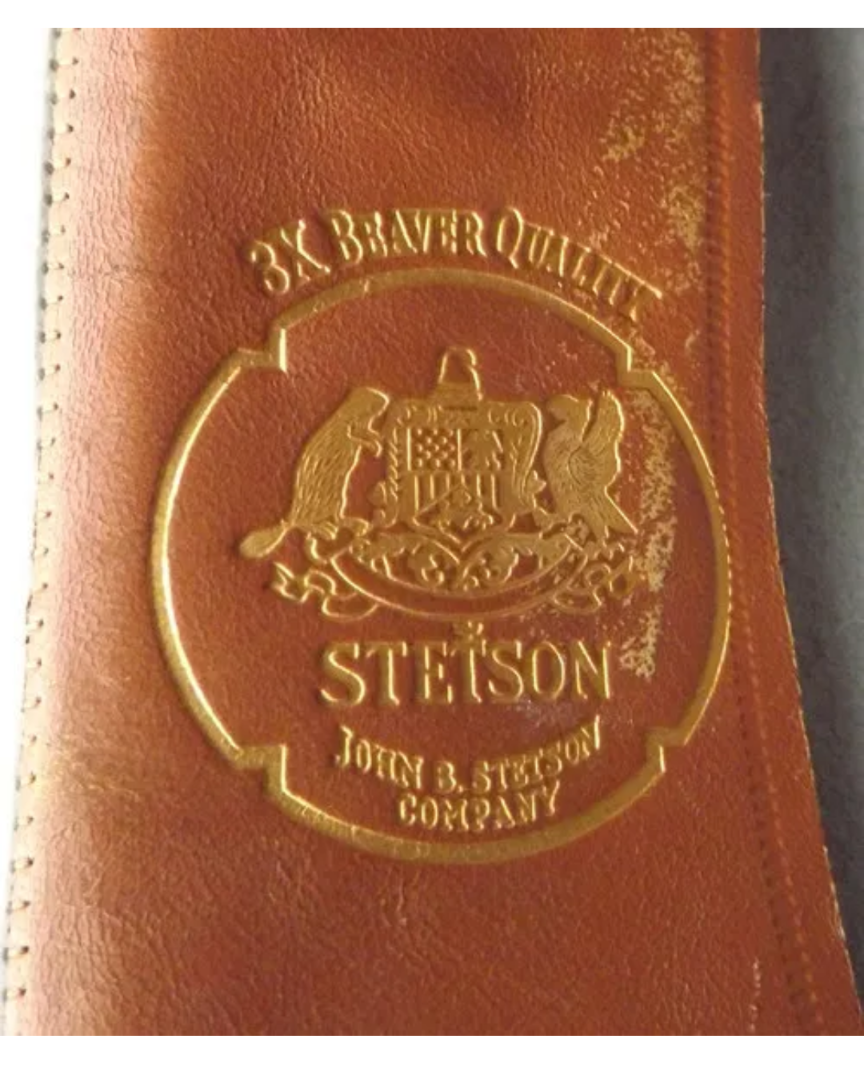 3X BEAVER QUALITY
STETSON
JOHN B. STETSON
COMPANY